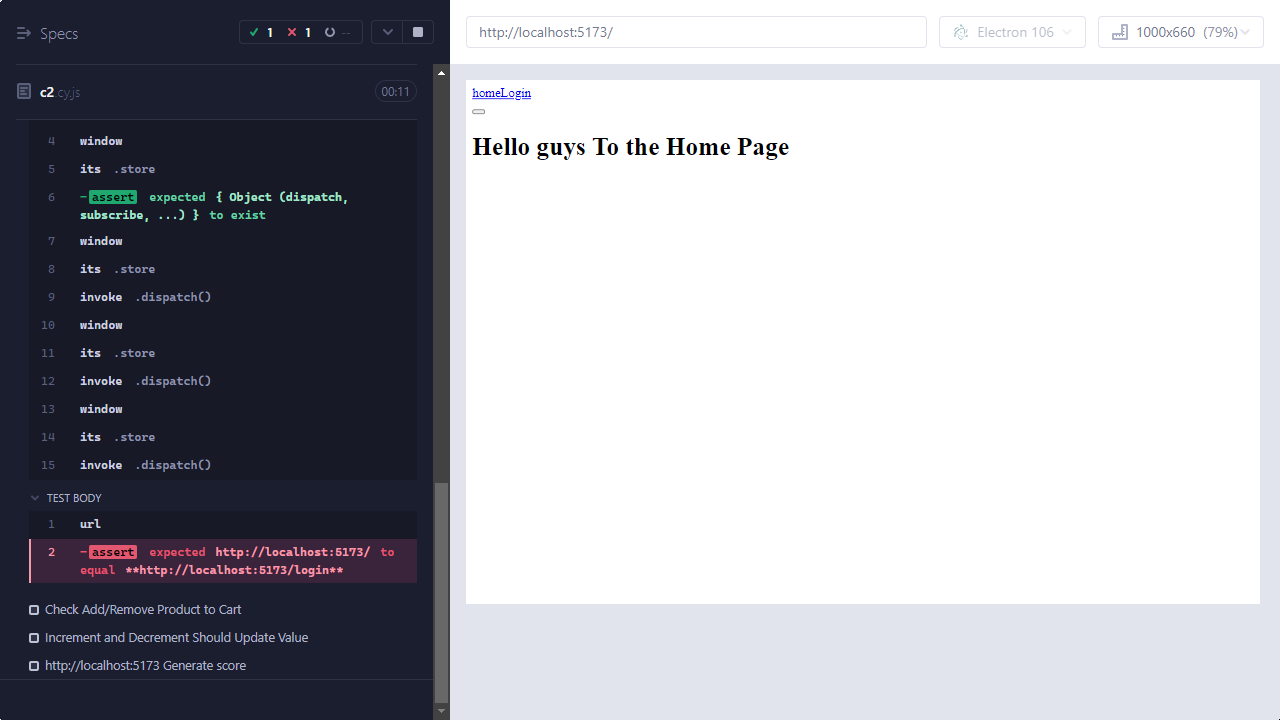 Specs
1
1
--
c2.cy.js
00:11
4 window
5 its .store
6 -assert expected { Object (dispatch,
subscribe, ...) } to exist
7 window
8 its .store
9 invoke .dispatch()
10 window
11 its .store
12 invoke .dispatch()
13 window
14 its .store
15 invoke .dispatch()
TEST BODY
1 url
2 -assert expected http://localhost:5173/ to
equal **http://localhost:5173/login**
Check Add/Remove Product to Cart
Increment and Decrement Should Update Value
http://localhost:5173 Generate score
http://localhost:5173/
Electron 106
1000x660 (79%)
homeLogin
Hello guys To the Home Page